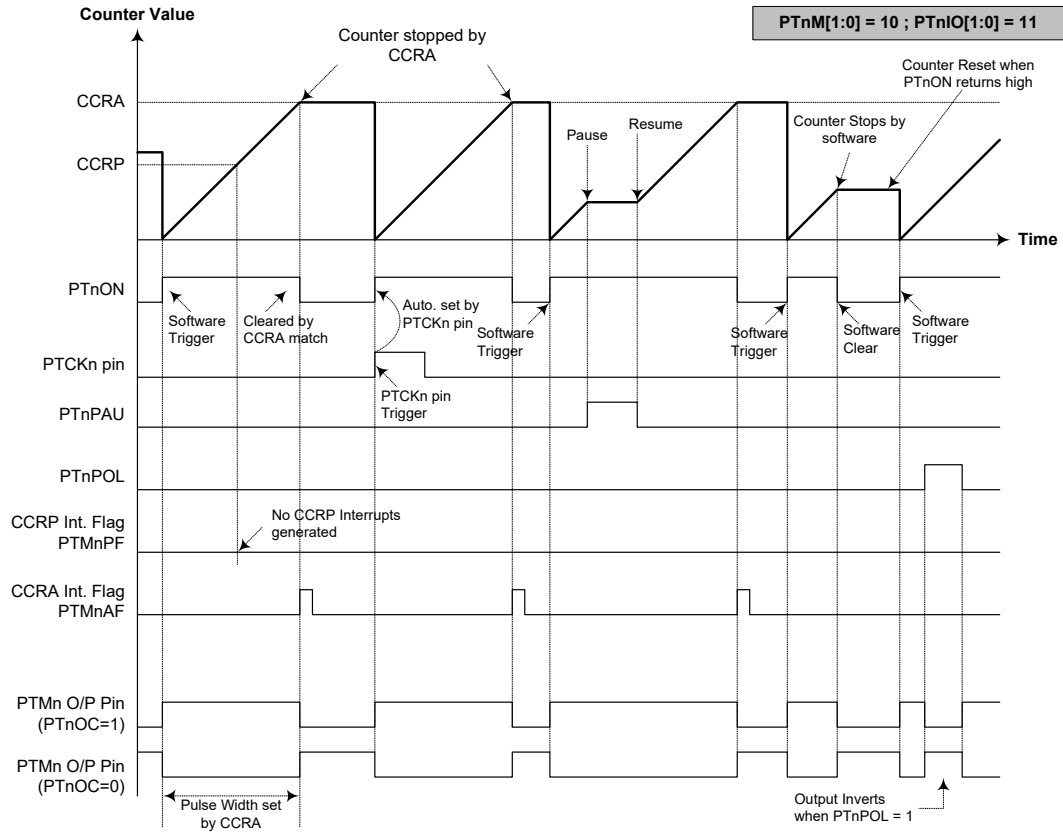 Counter Value
PTnM[1:0] = 10 ; PTnIO[1:0] = 11
Counter stopped by
CCRA
Counter Reset when
PTnON returns high
CCRA
Pause
Resume
Counter Stops by
software
CCRP
Time
PTnON
Software
Trigger
Cleared by
CCRA match
Auto. set by
PTCKn pin
Software
Trigger
Software
Trigger
Software
Clear
Software
Trigger
PTCKn pin
PTCKn pin
Trigger
PTnPAU
PTnPOL
No CCRP Interrupts
generated
CCRP Int. Flag
PTMnPF
CCRA Int. Flag
PTMnAF
PTMn O/P Pin
(PTnOC=1)
PTMn O/P Pin
(PTnOC=0)
Pulse Width set
by CCRA
Output Inverts
when PTnPOL = 1